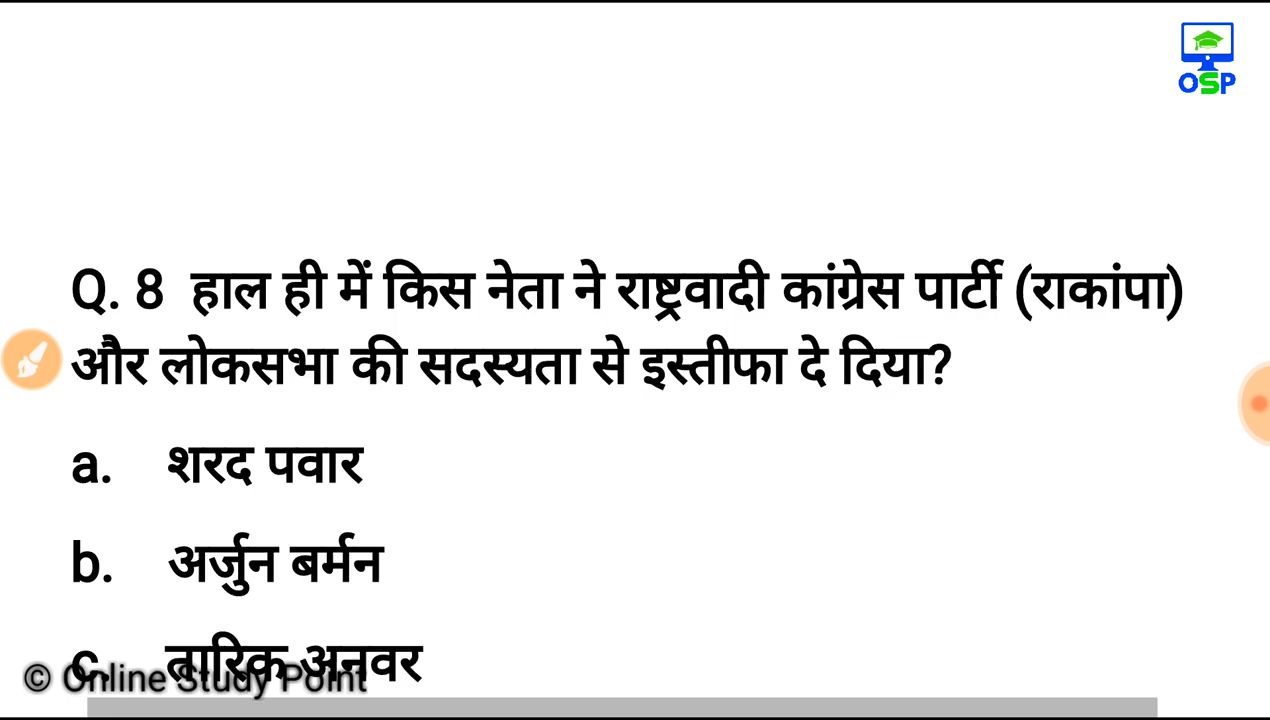 OSP
Q. 8 हाल ही में किस नेता ने राष्ट्रवादी कांग्रेस पार्टी (राकांपा)
और लोकसभा की सदस्यता से इस्तीफा दे दिया?
a. शरद पवार
b. अर्जुन बर्मन
c. तारिक अनवर
© Online Study Point